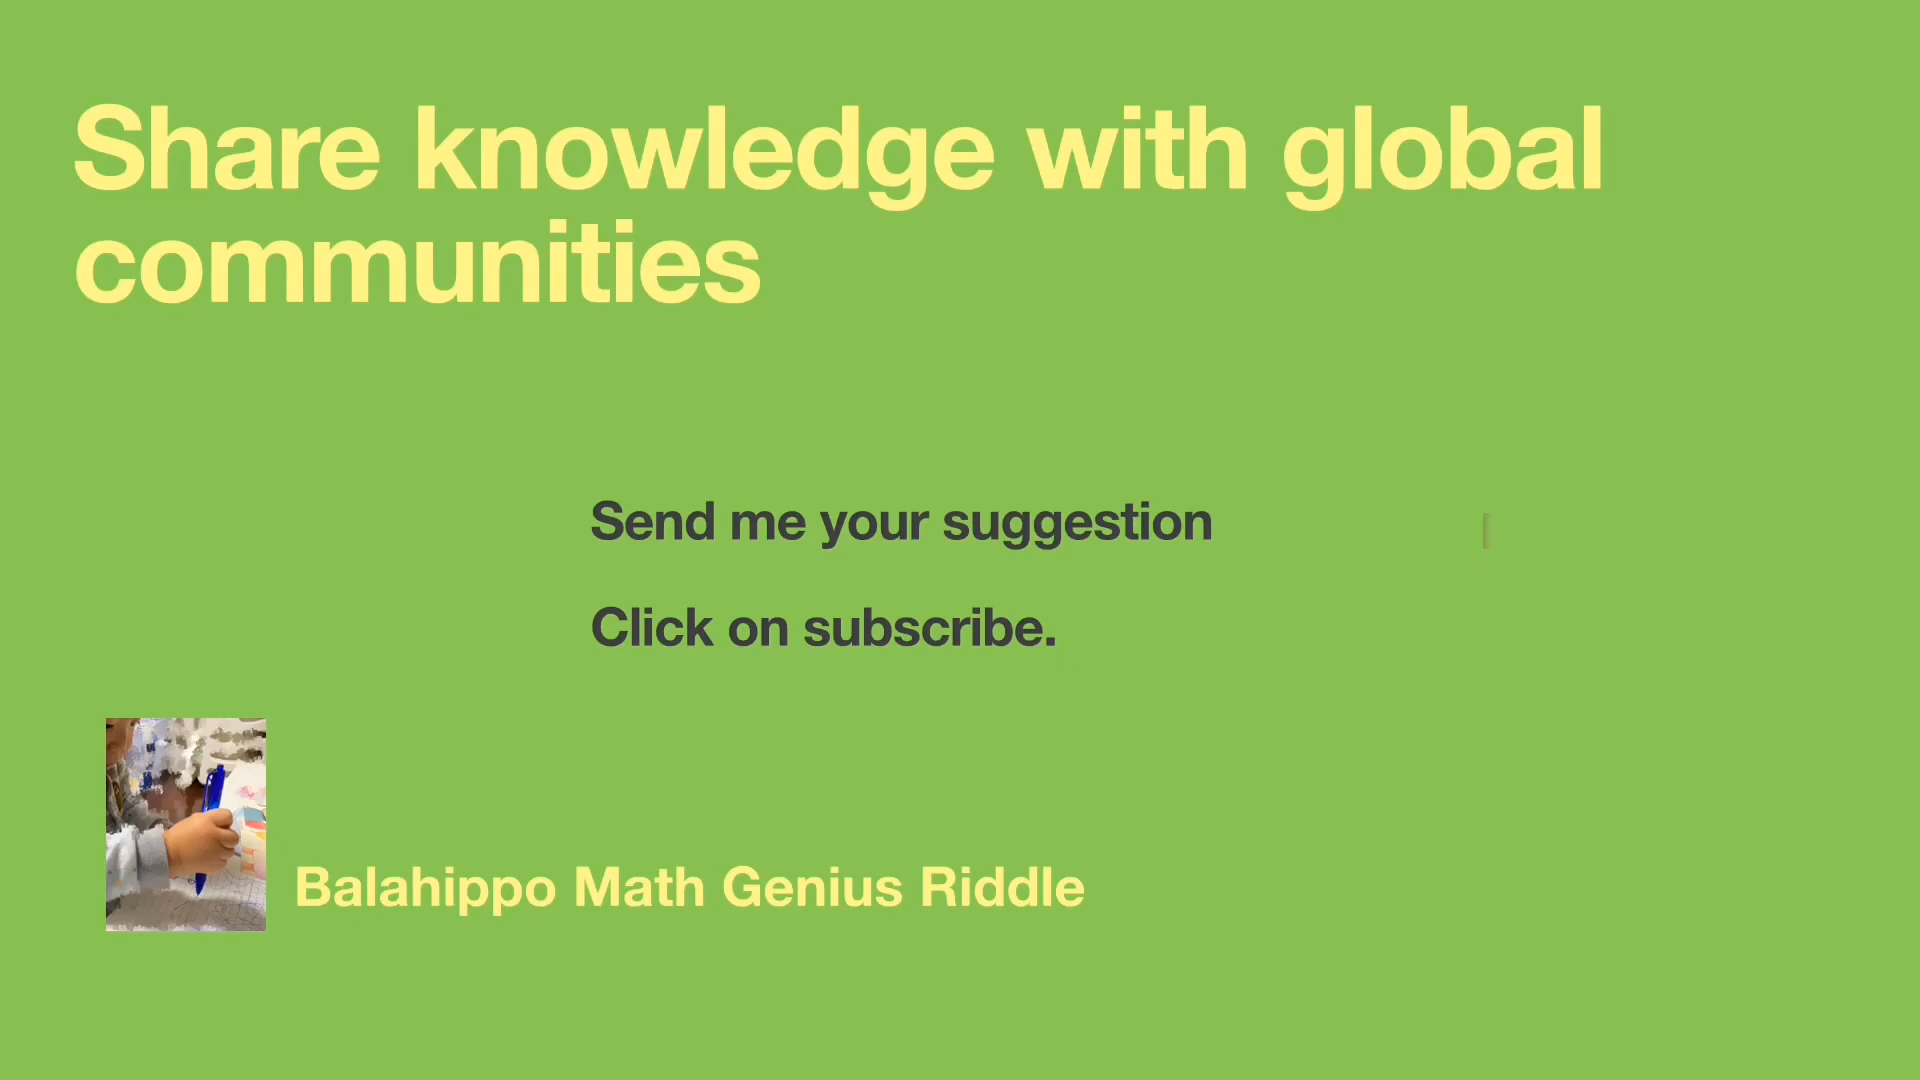 Share knowledge with global
communities
Send me your suggestion
Click on subscribe.
Balahippo Math Genius Riddle